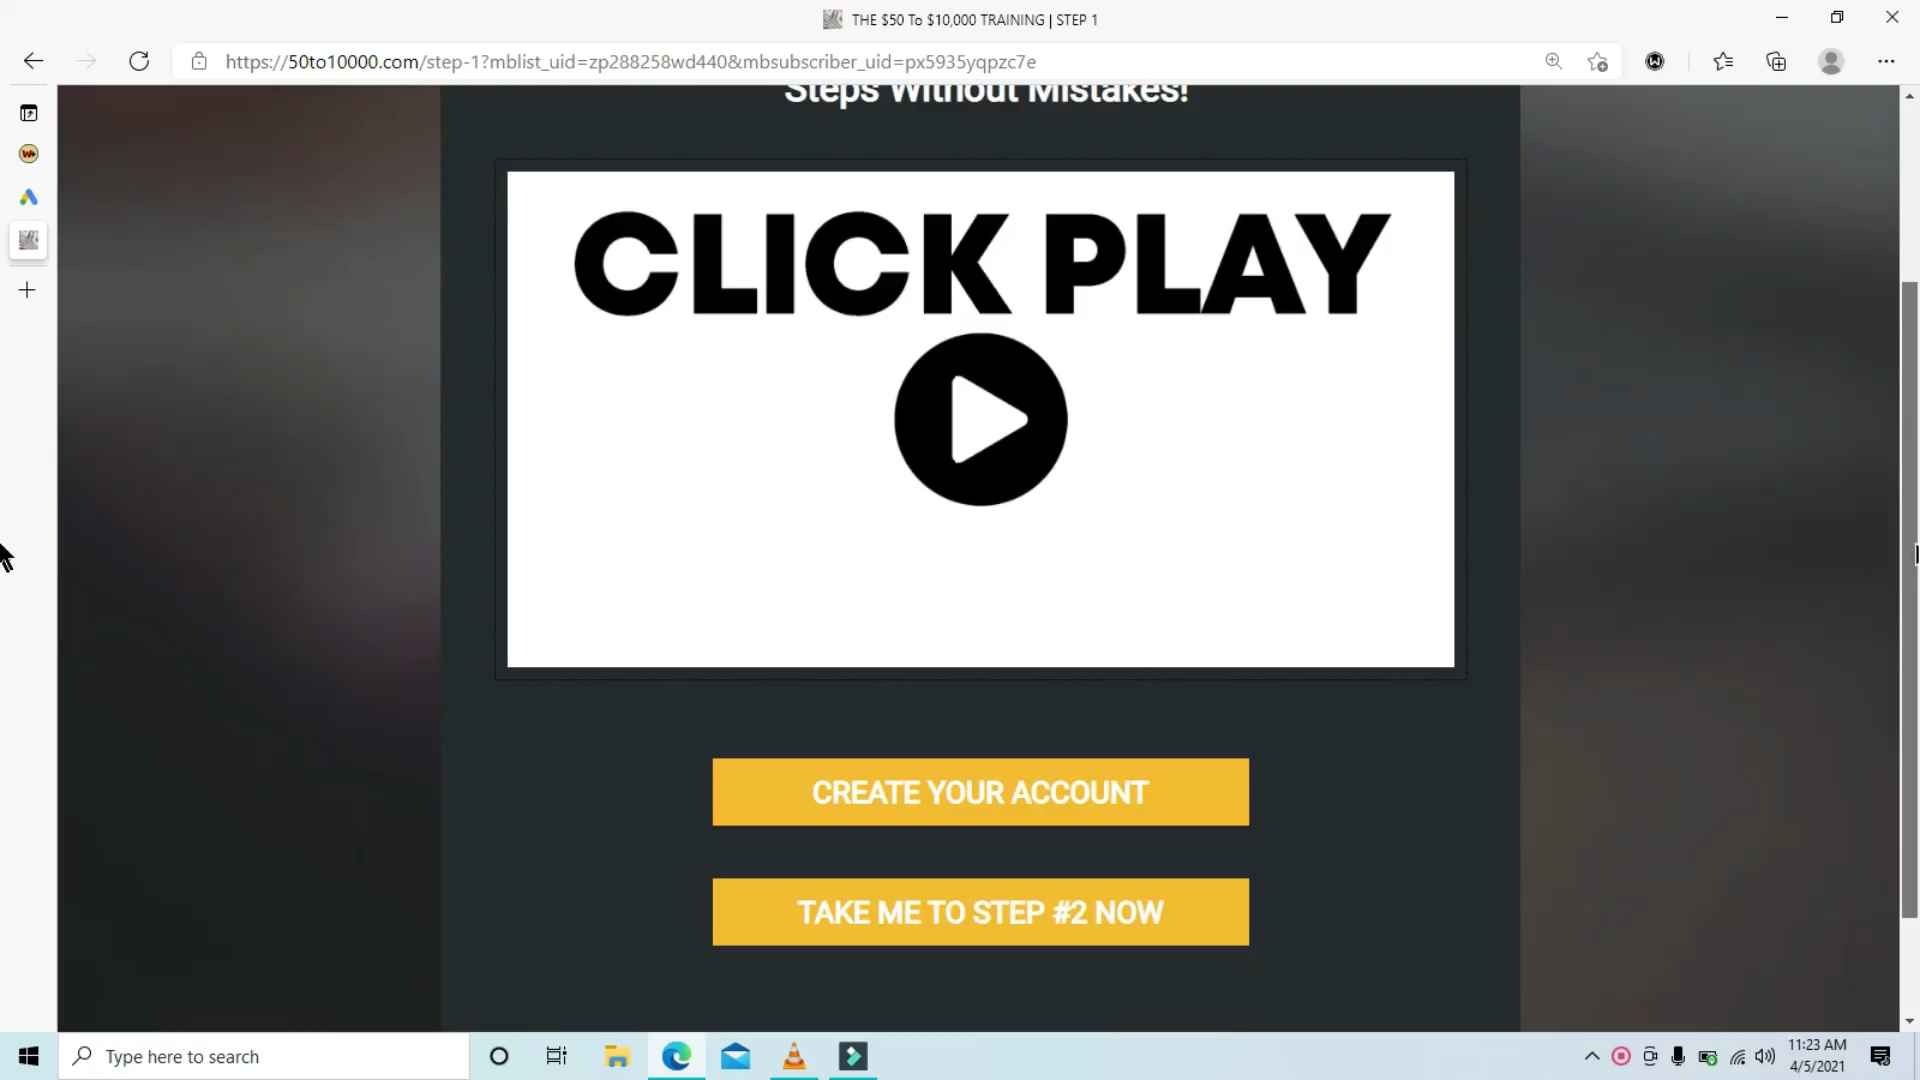 THE $50 To $10,000 TRAINING | STEP 1
https://50to10000.com/step-1?mblist_uid=zp288258wd440&mbsubscriber_uid=px5935yqpzc7e
Steps Without Mistakes!
CLICK PLAY
CREATE YOUR ACCOUNT
TAKE ME TO STEP #2 NOW
Type here to search
11:23 AM
4/5/2021